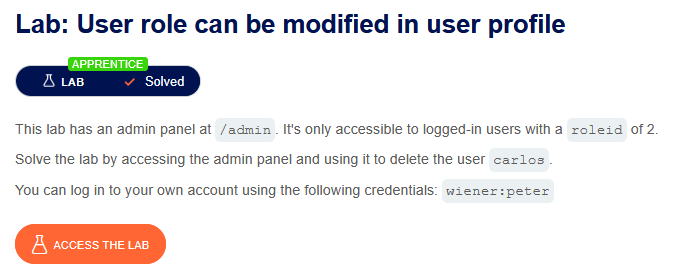 Lab: User role can be modified in user profile
APPRENTICE
LAB Solved
This lab has an admin panel at /admin. It's only accessible to logged-in users with a roleid of 2.
Solve the lab by accessing the admin panel and using it to delete the user carlos.
You can log in to your own account using the following credentials: wiener:peter
ACCESS THE LAB